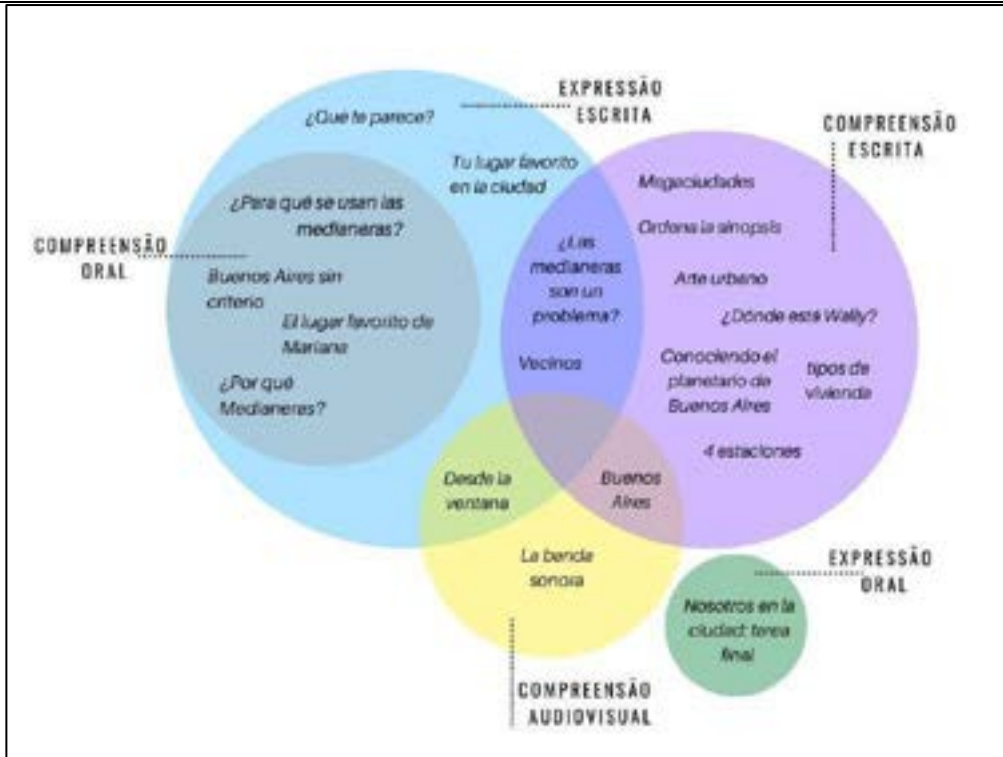 EXPRESSÃO
ESCRITA
¿Qué te parece?
Tu lugar favorito
en la ciudad
COMPREENSÃO
ESCRITA
Megaciudades
Ordena la sinopsis
Arte urbano
¿Dónde está Wally?
Conociendo el
planetario de
Buenos Aires
tipos de
vivienda
4 estaciones
¿Las
medianeras
son un
problema?
Vecinos
COMPREENSÃO
ORAL
¿Para qué se usan las
medianeras?
Buenos Aires sin
criterio
El lugar favorito de
Mariana
¿Por qué
Medianeras?
Desde la
ventana
Buenos
Aires
La banda
sonora
COMPREENSÃO
AUDIOVISUAL
EXPRESSÃO
ORAL
Nosotros en la
ciudad: tarea
final